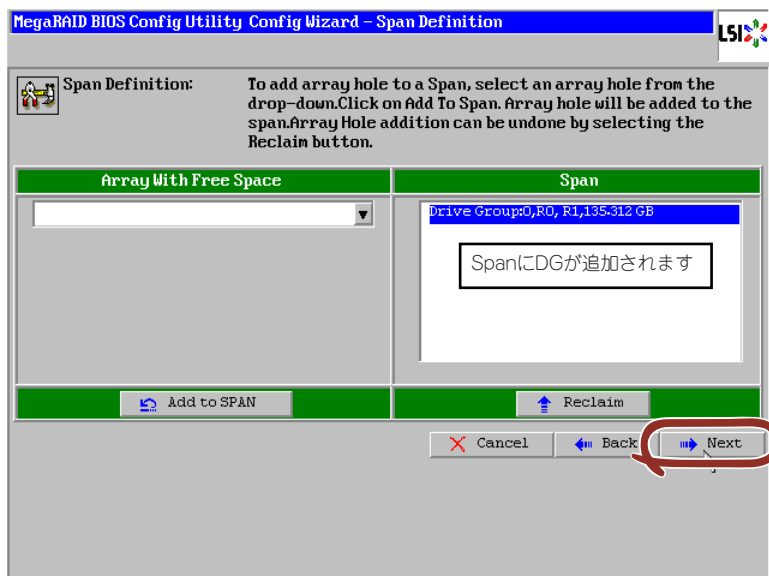 MegaRAID BIOS Config Utility Config Wizard – Span Definition
LSI
Span Definition:
To add array hole to a Span, select an array hole from the
drop-down.Click on Add To Span. Array hole will be added to the
span.Array Hole addition can be undone by selecting the
Reclaim button.
Array With Free Space
Span
Drive Group:0,R0, R1,135.312 GB
SpanにDGが追加されます
Add to SPAN
Reclaim
Cancel
Back
Next